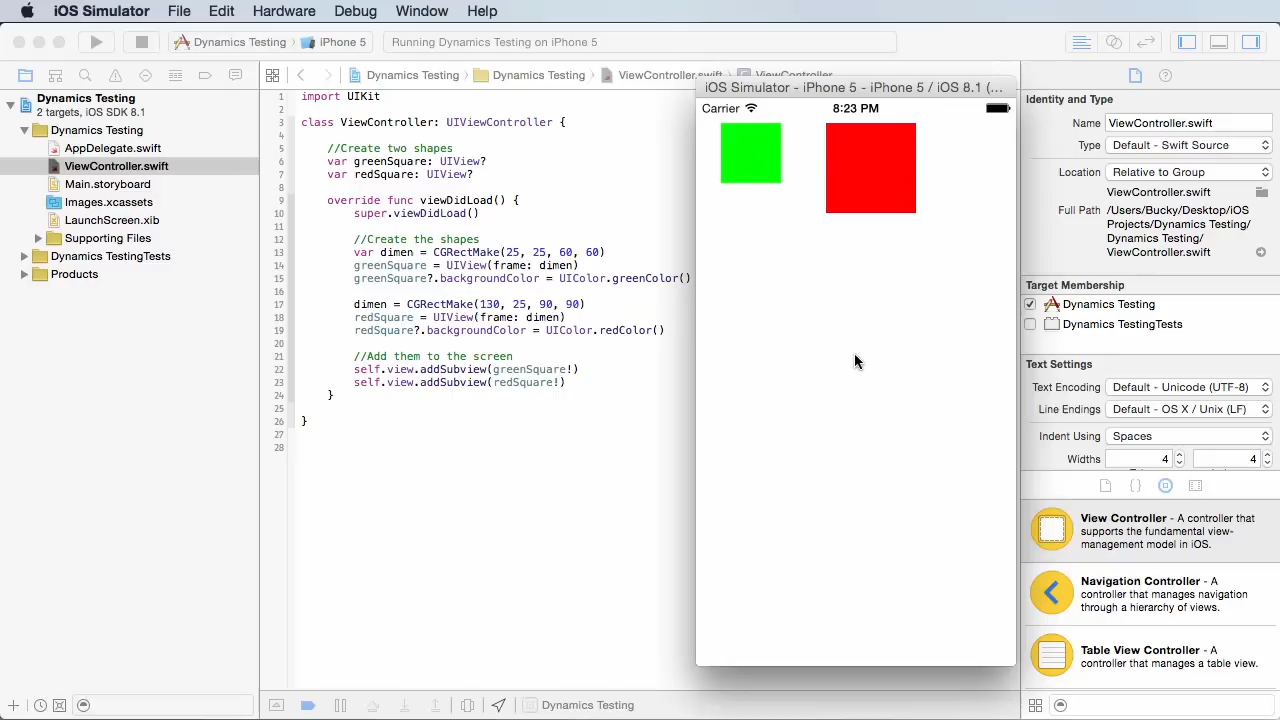 iOS Simulator File Edit Hardware Debug Window Help
Dynamics Testing iPhone 5 Running Dynamics Testing on iPhone 5
Dynamics Testing
2 targets, iOS SDK 8.1
Dynamics Testing
AppDelegate.swift
ViewController.swift
Main.storyboard
Images.xcassets
LaunchScreen.xib
Supporting Files
Dynamics TestingTests
Products
Dynamics Testing Dynamics Testing ViewController.swift ViewController
1 import UIKit
2
3 class ViewController: UIViewController {
4
5 //Create two shapes
6 var greenSquare: UIView?
7 var redSquare: UIView?
8
9 override func viewDidLoad() {
10 super.viewDidLoad()
11
12 //Create the shapes
13 var dimen = CGRectMake(25, 25, 60, 60)
14 greenSquare = UIView(frame: dimen)
15 greenSquare?.backgroundColor = UIColor.greenColor()
16
17 dimen = CGRectMake(130, 25, 90, 90)
18 redSquare = UIView(frame: dimen)
19 redSquare?.backgroundColor = UIColor.redColor()
20
21 //Add them to the screen
22 self.view.addSubview(greenSquare!)
23 self.view.addSubview(redSquare!)
24 }
25
26 }
27
28
Dynamics Testing
iOS Simulator - iPhone 5 - iPhone 5 / iOS 8.1 (...
Carrier 8:23 PM
Identity and Type
Name ViewController.swift
Type Default - Swift Source
Location Relative to Group
ViewController.swift
Full Path /Users/Bucky/Desktop/iOS
Projects/Dynamics Testing/
Dynamics Testing/
ViewController.swift
Target Membership
Dynamics Testing
Dynamics TestingTests
Text Settings
Text Encoding Default - Unicode (UTF-8)
Line Endings Default - OS X / Unix (LF)
Indent Using Spaces
Widths 4 4
View Controller - A controller that
supports the fundamental view-
management model in iOS.
Navigation Controller - A
controller that manages navigation
through a hierarchy of views.
Table View Controller - A
controller that manages a table view.